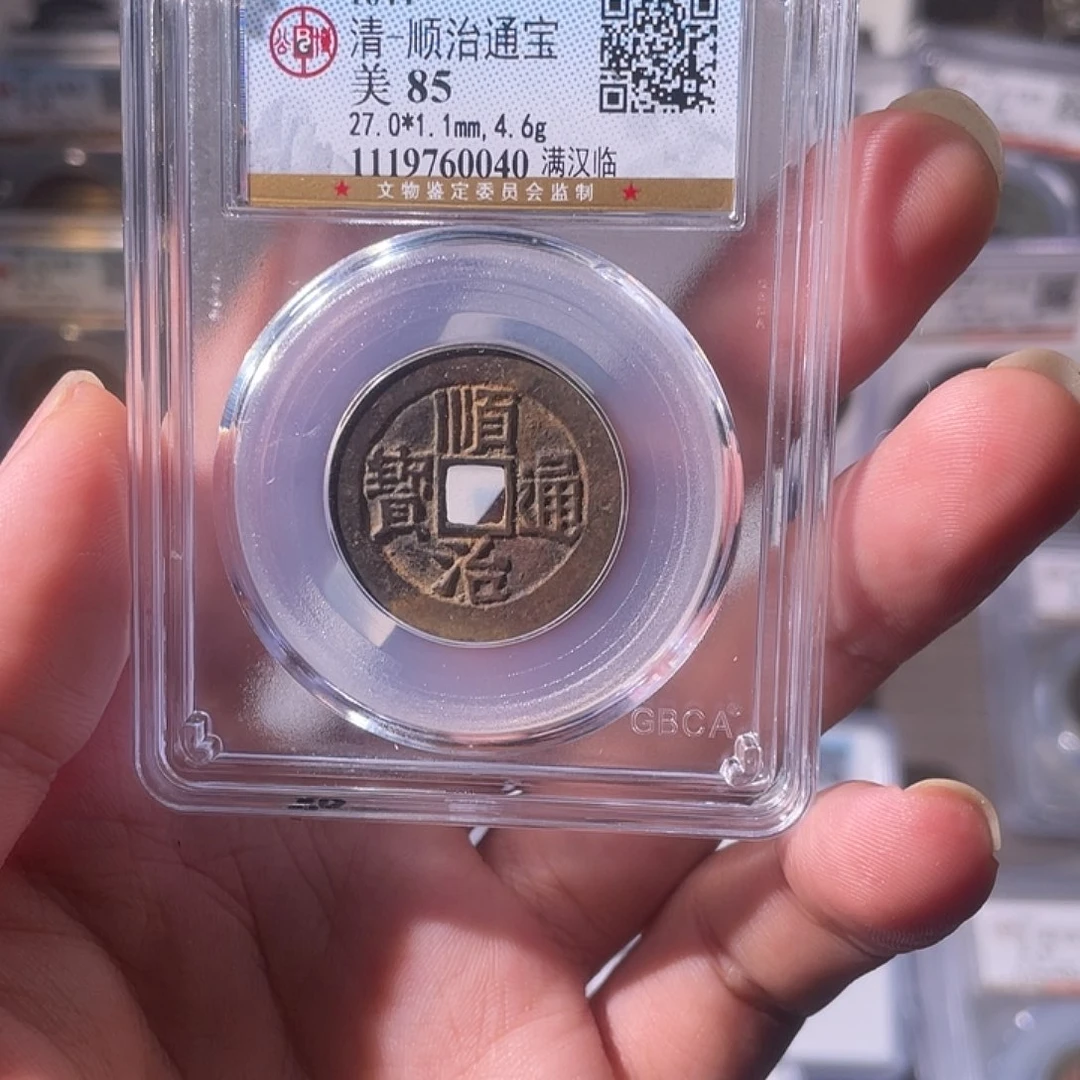 清-顺治通宝
美 85
27.0*1.1mm, 4.6g
1119760040 满汉临
★ 文物鉴定委员会监制 ★
順
寶 通
治
GBCA